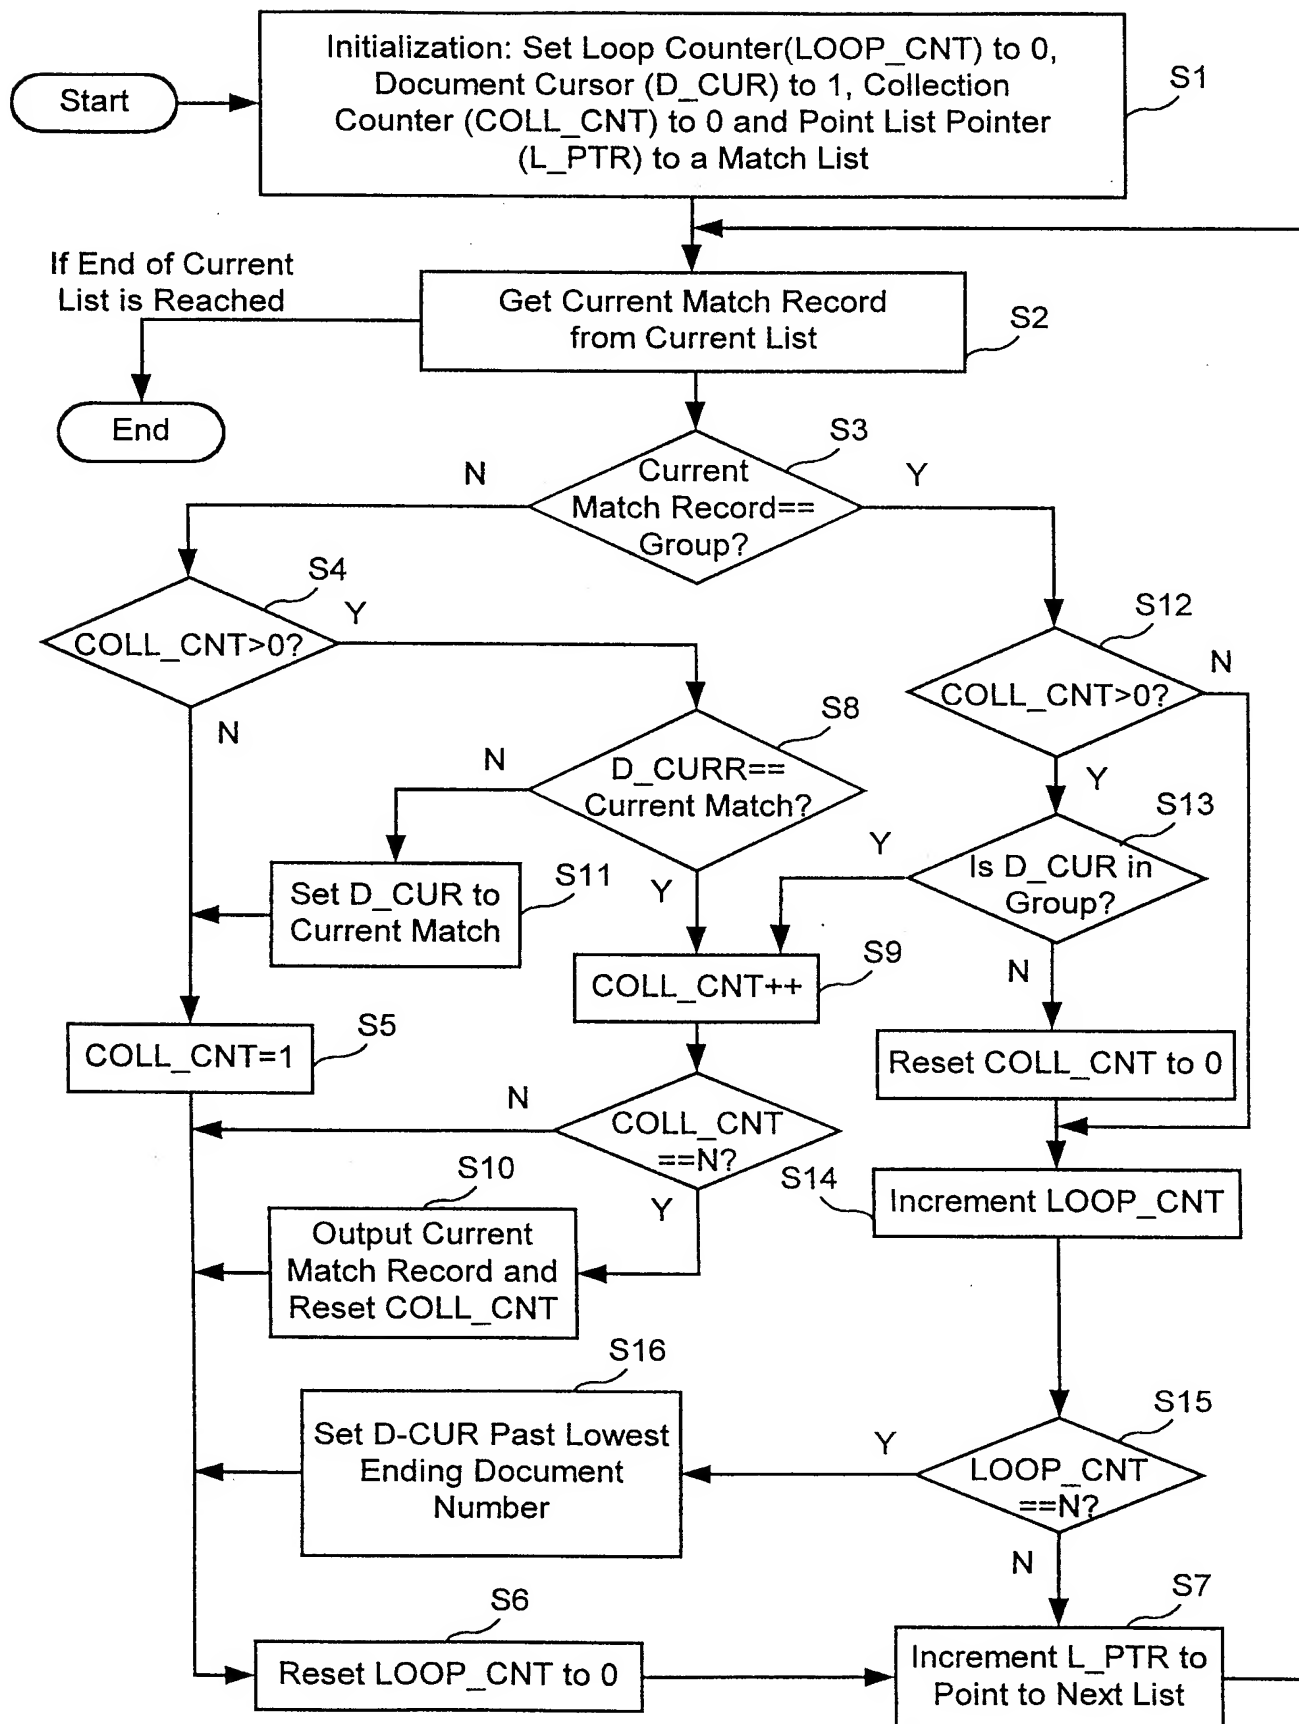 Initialization: Set Loop Counter(LOOP_CNT) to 0,
Document Cursor (D_CUR) to 1, Collection
Counter (COLL_CNT) to 0 and Point List Pointer
(L_PTR) to a Match List
S1
Start
If End of Current
List is Reached
Get Current Match Record
from Current List
S2
End
S3
N
Current
Match Record==
Group?
Y
S4
COLL_CNT>0?
Y
N
S12
COLL_CNT>0?
N
Y
S8
N
D_CURR==
Current Match?
Y
S13
Is D_CUR in
Group?
Y
N
S11
Set D_CUR to
Current Match
S9
COLL_CNT++
S5
COLL_CNT=1
Reset COLL_CNT to 0
N
COLL_CNT
==N?
Y
S10
Output Current
Match Record and
Reset COLL_CNT
S14
Increment LOOP_CNT
S16
Set D-CUR Past Lowest
Ending Document
Number
S15
Y
LOOP_CNT
==N?
N
S6
Reset LOOP_CNT to 0
S7
Increment L_PTR to
Point to Next List